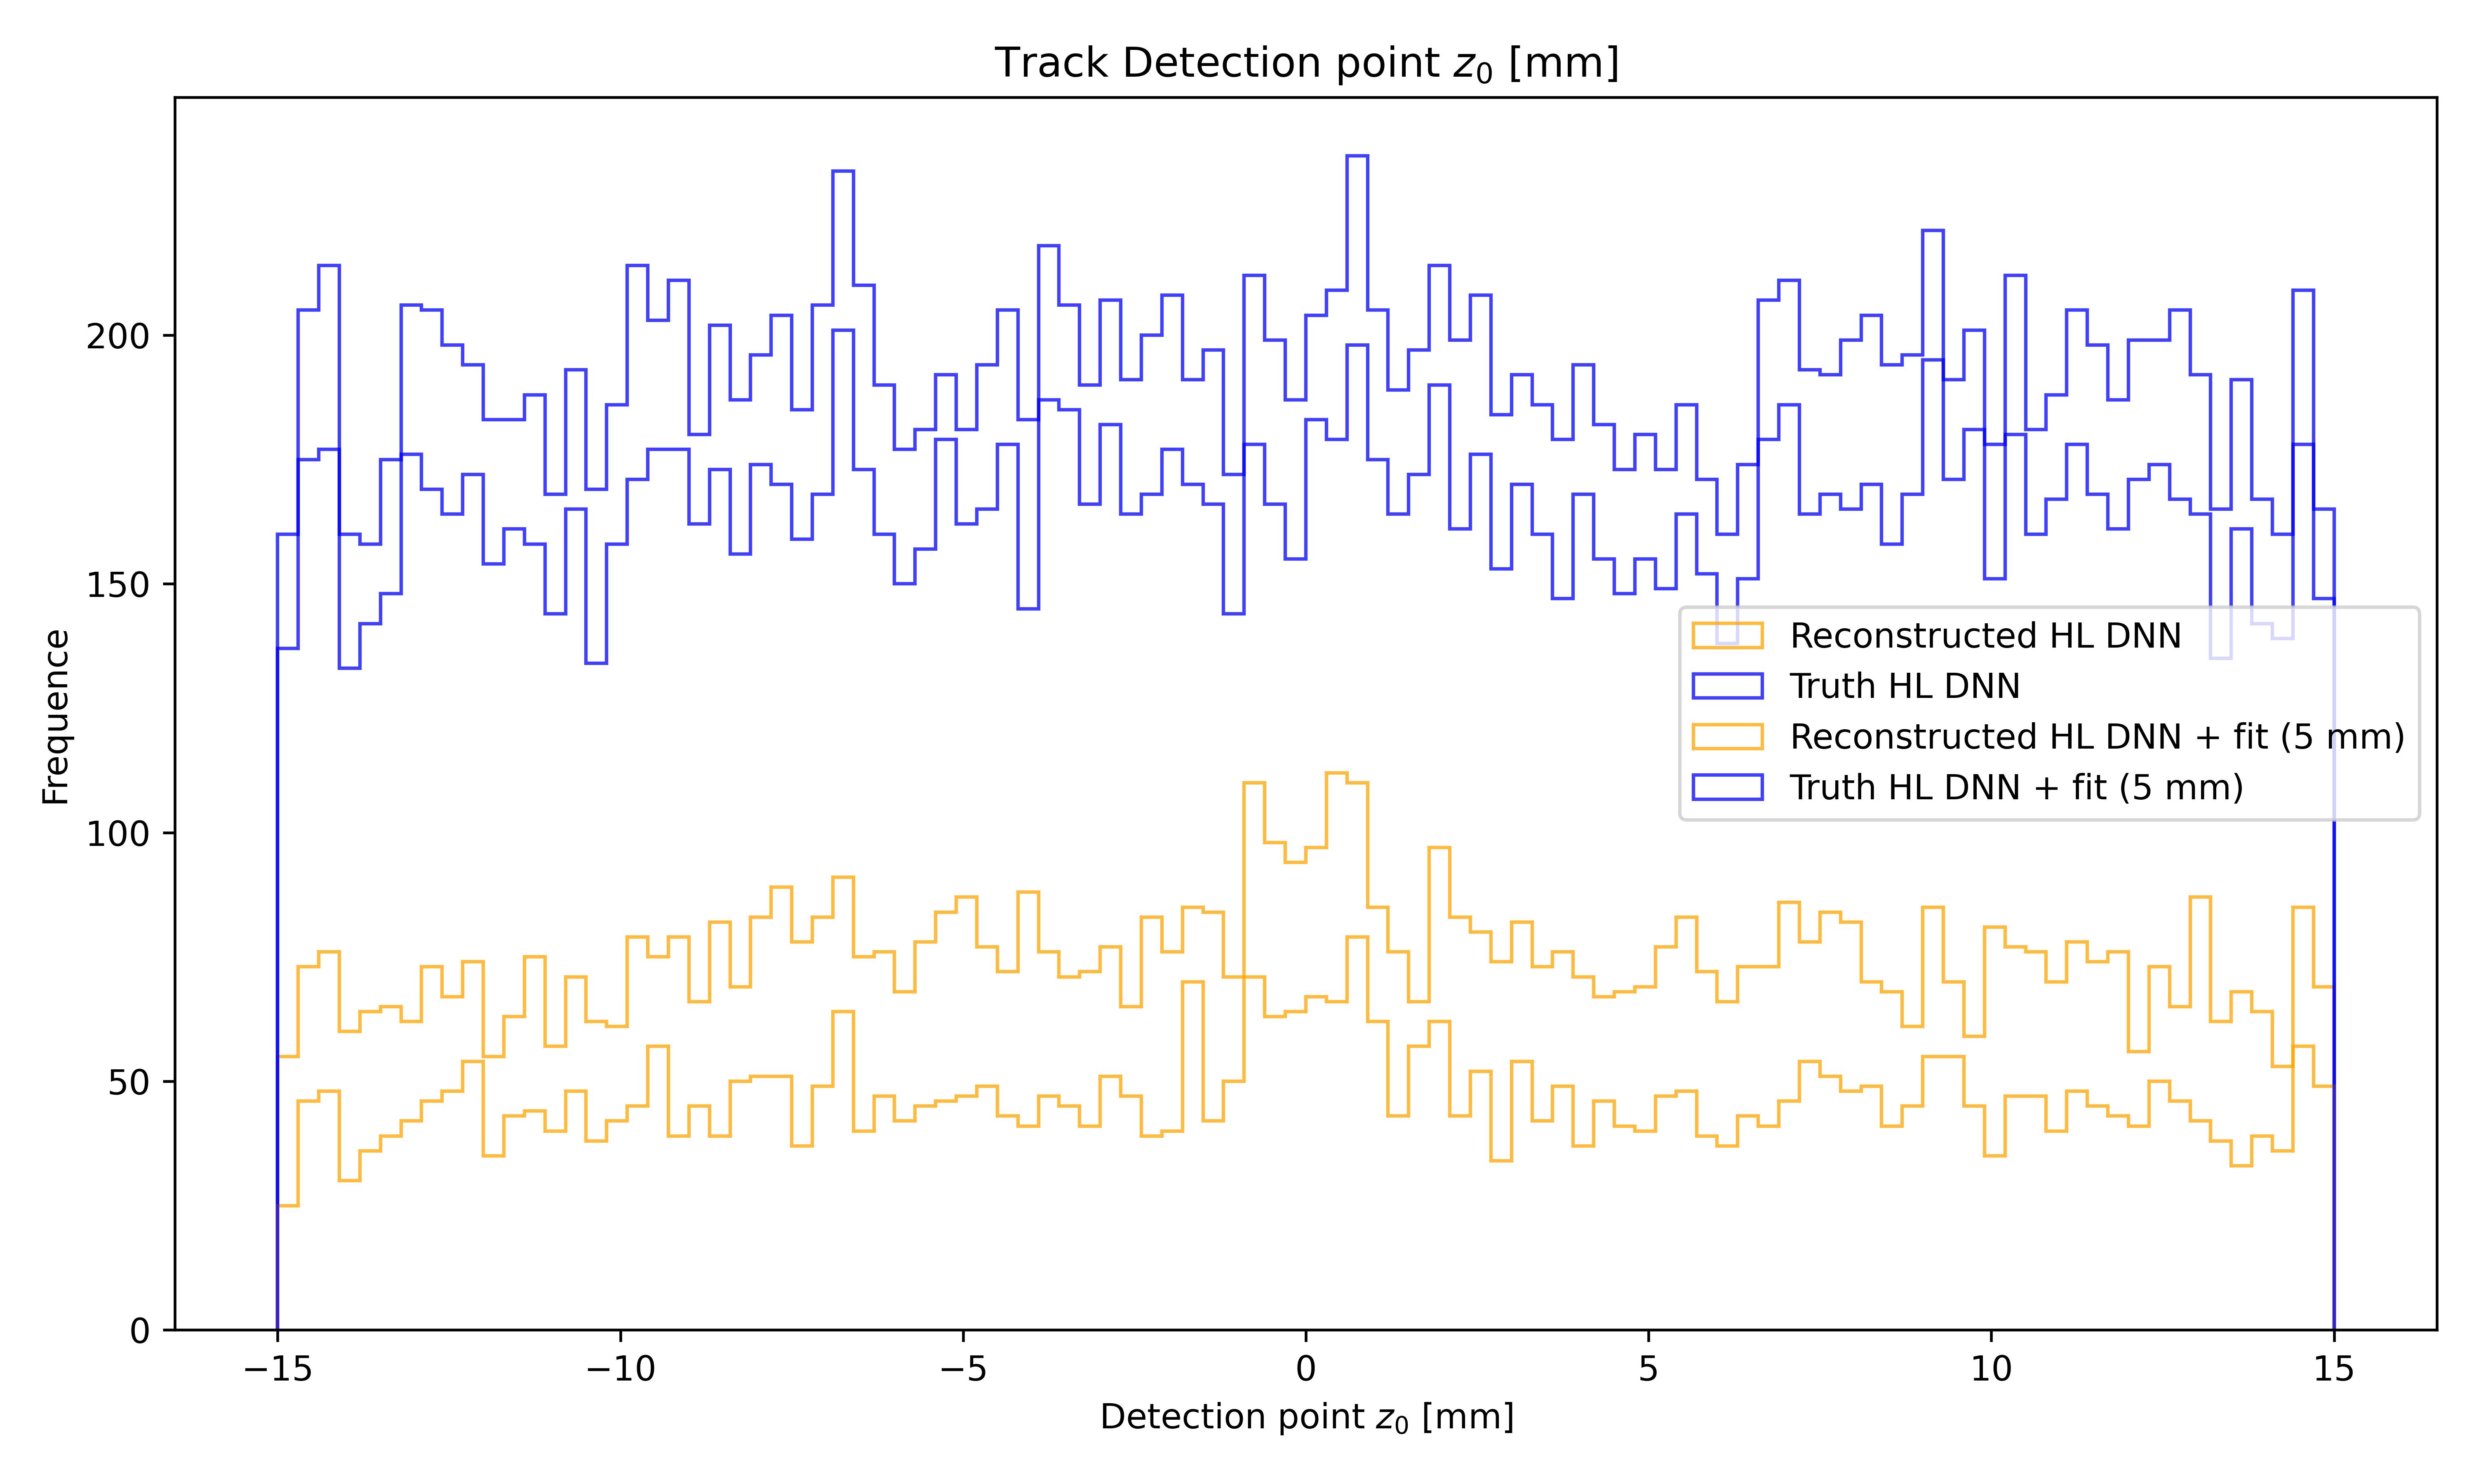 Track Detection point z₀ [mm]
Frequence
200
150
100
50
0
Reconstructed HL DNN
Truth HL DNN
Reconstructed HL DNN + fit (5 mm)
Truth HL DNN + fit (5 mm)
−15 −10 −5 0 5 10 15
Detection point z₀ [mm]